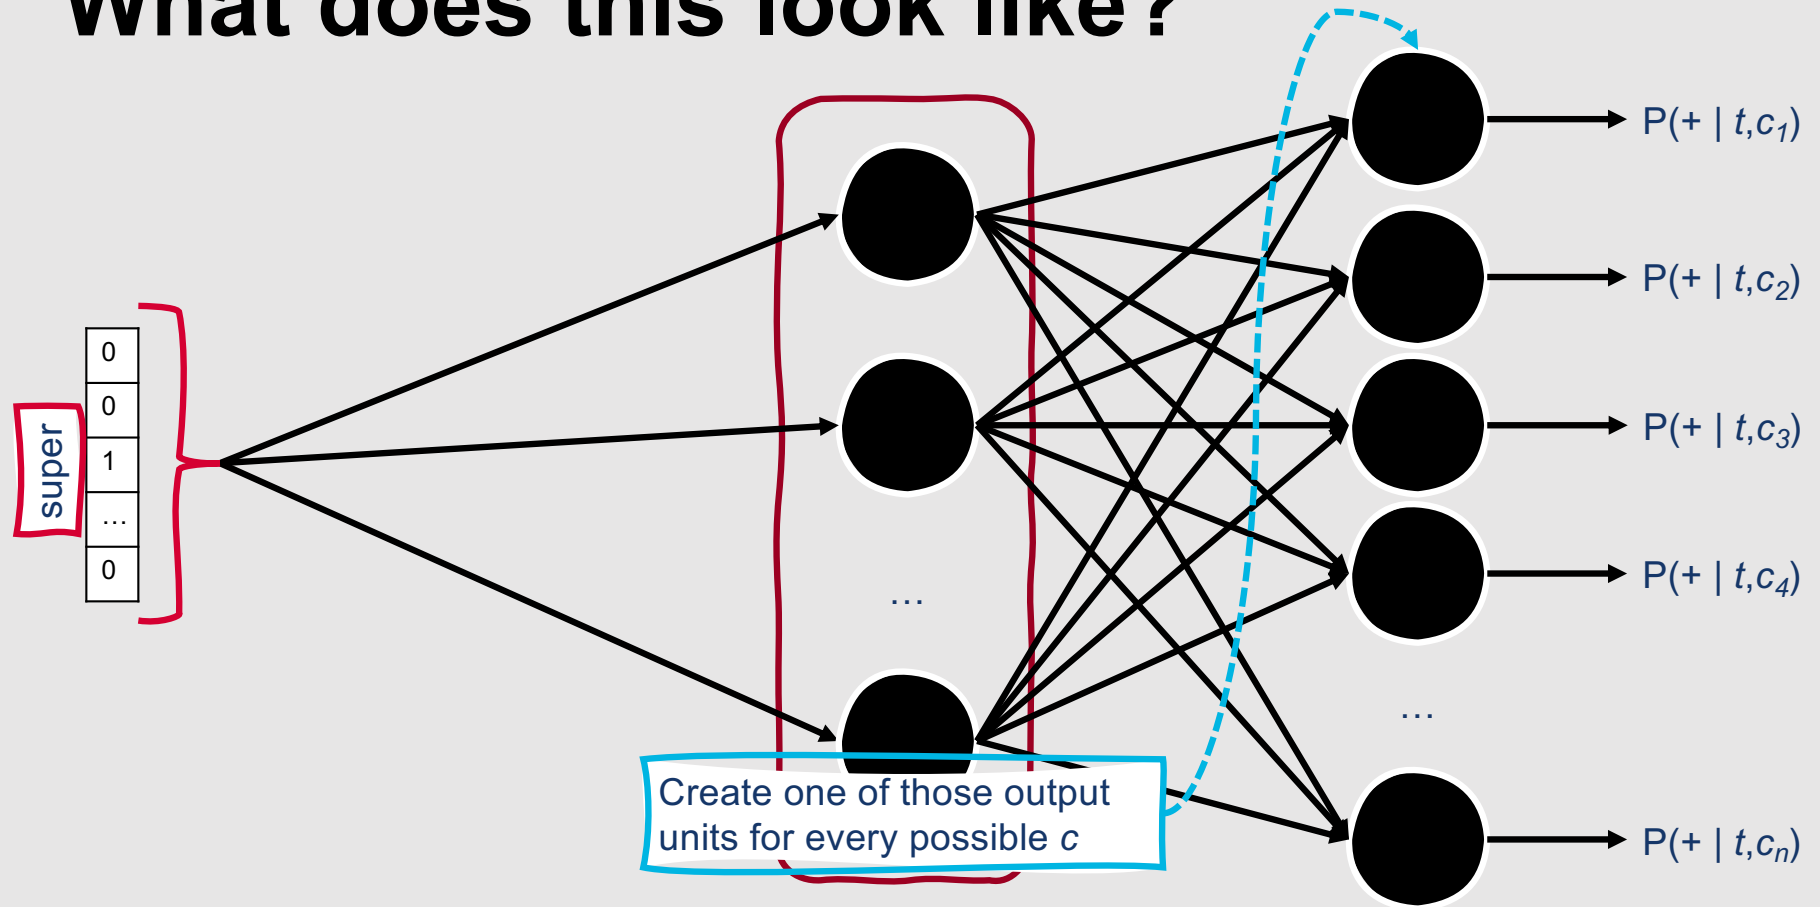 What does this look like?
super
0
0
1
...
0
...
Create one of those output
units for every possible c
P(+ | t,c1)
P(+ | t,c2)
P(+ | t,c3)
P(+ | t,c4)
...
P(+ | t,cn)